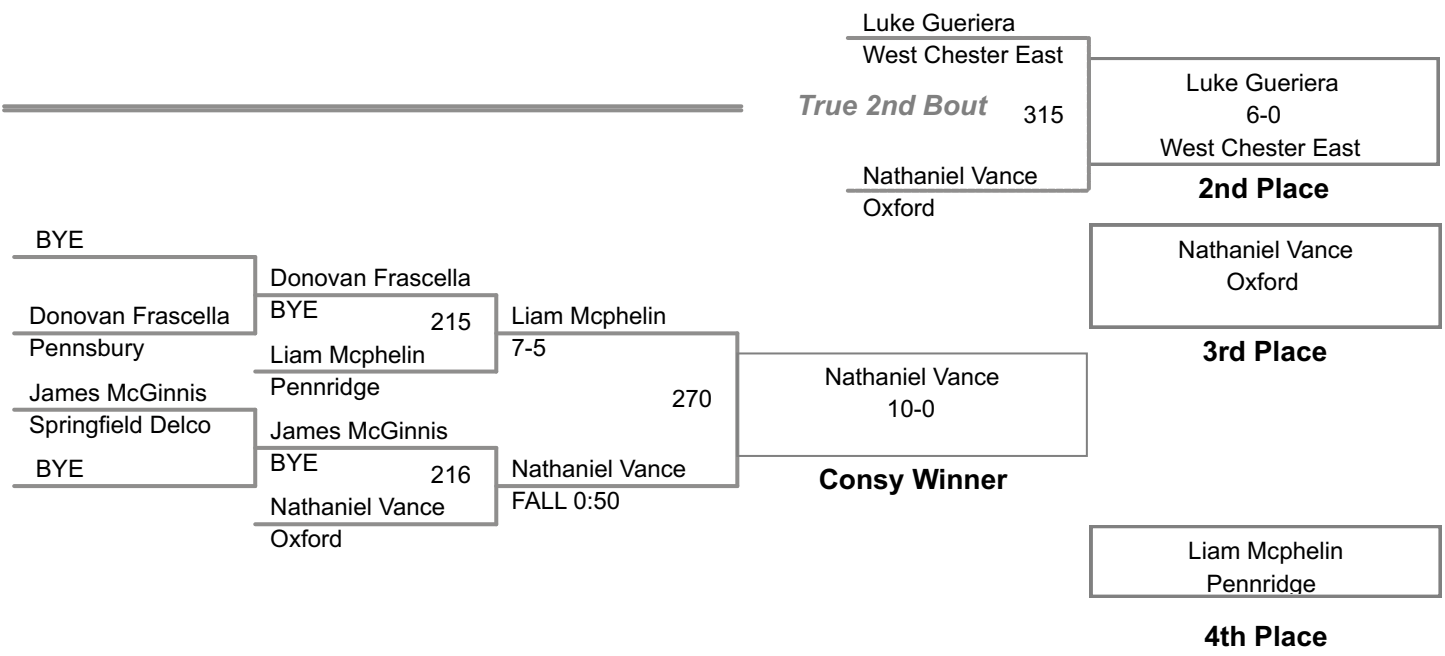 Luke Gueriera
West Chester East
True 2nd Bout
315
Nathaniel Vance
Oxford
Luke Gueriera
6-0
West Chester East
2nd Place
Nathaniel Vance
Oxford
3rd Place
BYE
Donovan Frascella
Pennsbury
James McGinnis
Springfield Delco
BYE
Donovan Frascella
BYE
215
Liam Mcphelin
Pennridge
James McGinnis
BYE
216
Nathaniel Vance
Oxford
Liam Mcphelin
7-5
270
Nathaniel Vance
FALL 0:50
Nathaniel Vance
10-0
Consy Winner
Liam Mcphelin
Pennridge
4th Place